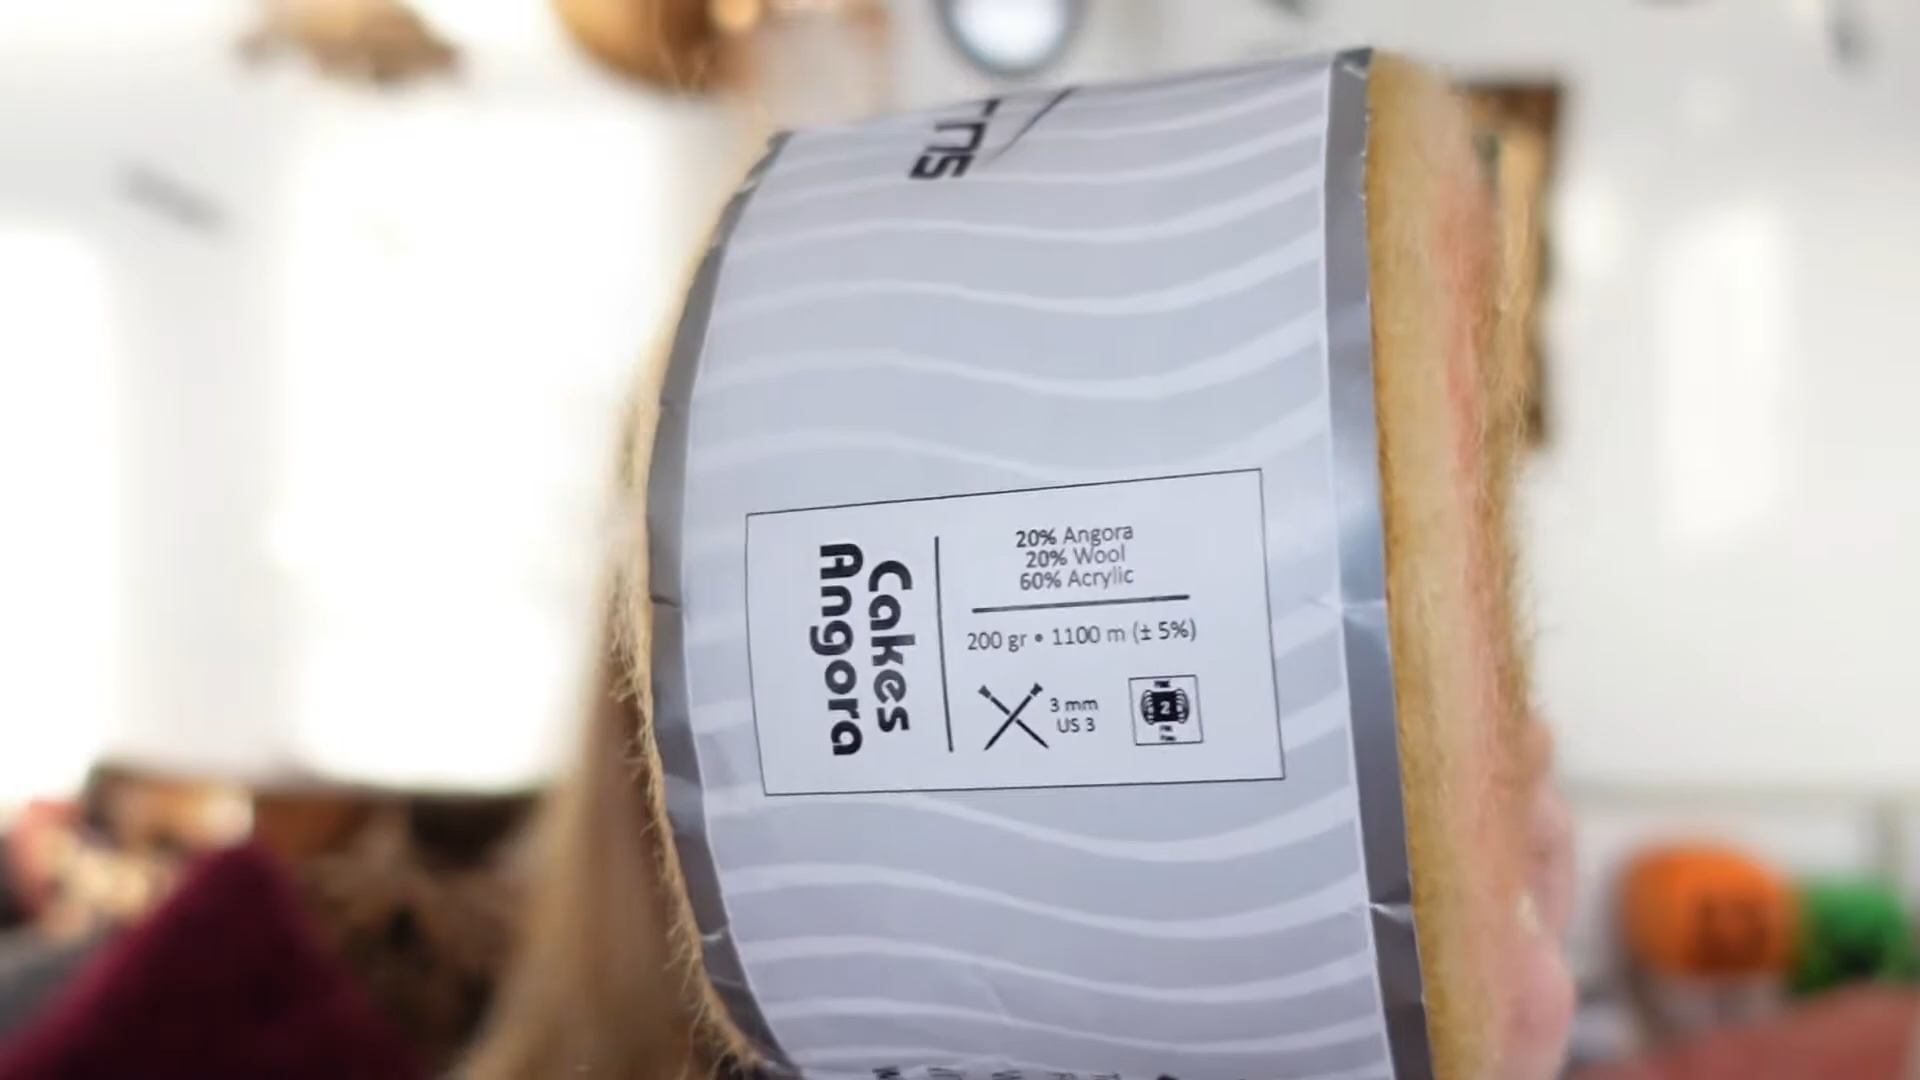 Cakes
Angora
20% Angora
20% Wool
60% Acrylic
200 gr • 1100 m (± 5%)
3 mm
US 3
2